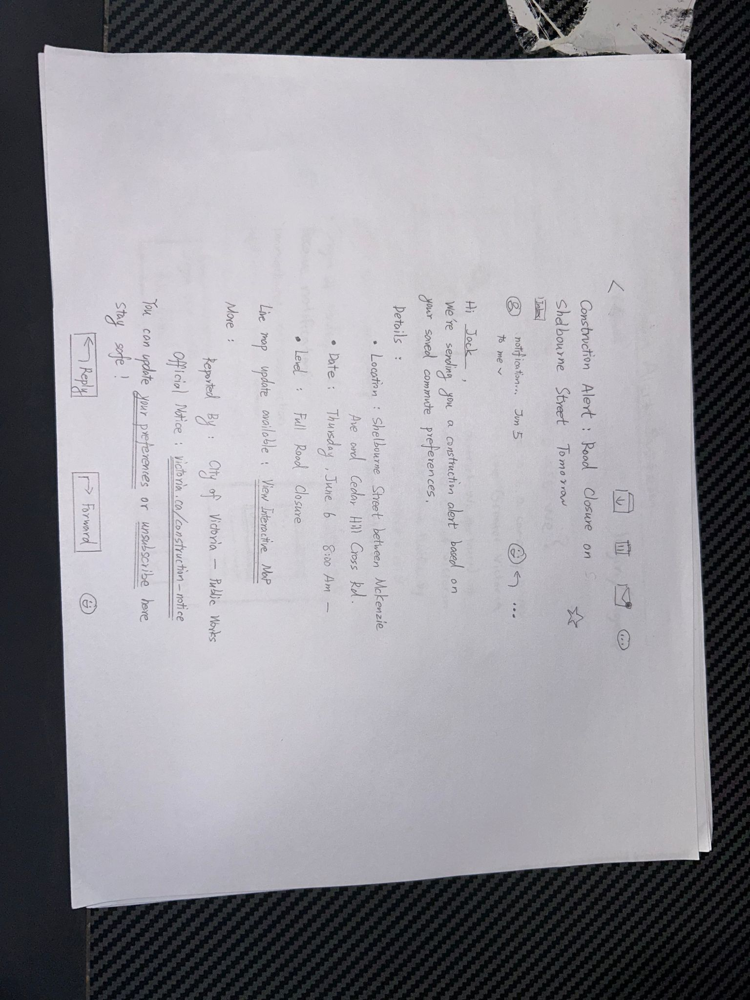 Construction Alert : Road Closure on
Shelbourne Street Tomorrow
Inbox
notification... Jun 5
to me
...
Hi Jack,
We're sending you a construction alert based on
your saved commute preferences.
Details :
• Location : Shelbourne Street between Mckenzie
Ave and Cedar Hill Cross Rd.
• Date : Thursday, June 6 8:00 Am —
• Level : Full Road Closure
Live map update available : View Interactive Map
More :
Reported By : City of Victoria — Public Works
Official Notice : victoria.ca/construction-notice
You can update your preferences or unsubscribe here
Stay safe !
Reply
Forward